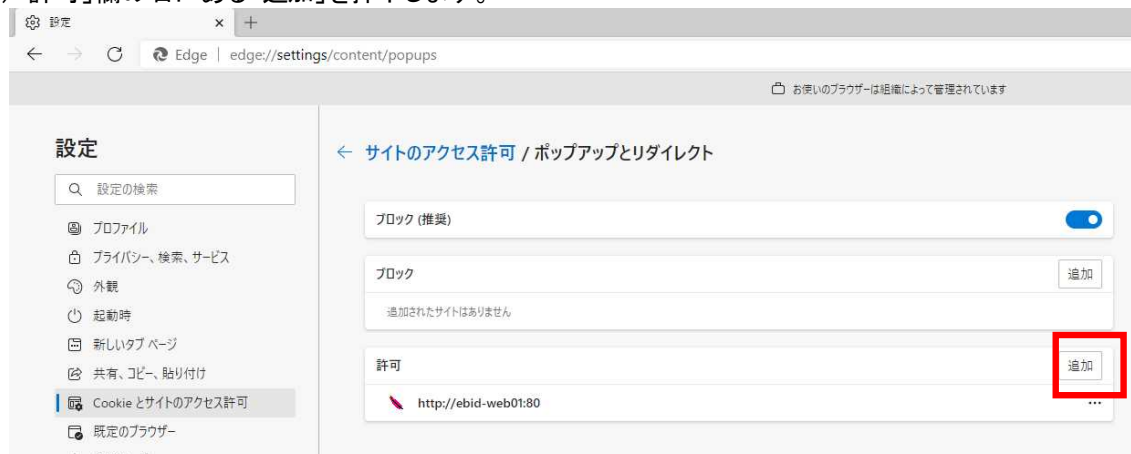 許可」欄の右にある「追加」を押下します。
設定
Edge | edge://settings/content/popups
お使いのブラウザーは組織によって管理されています
設定
サイトのアクセス許可 / ポップアップとリダイレクト
設定の検索
ブロック (推奨)
プロファイル
プライバシー、検索、サービス
ブロック
追加
外観
追加されたサイトはありません
起動時
新しいタブ ページ
許可
追加
共有、コピー、貼り付け
Cookie とサイトのアクセス許可
http://ebid-web01:80
既定のブラウザー